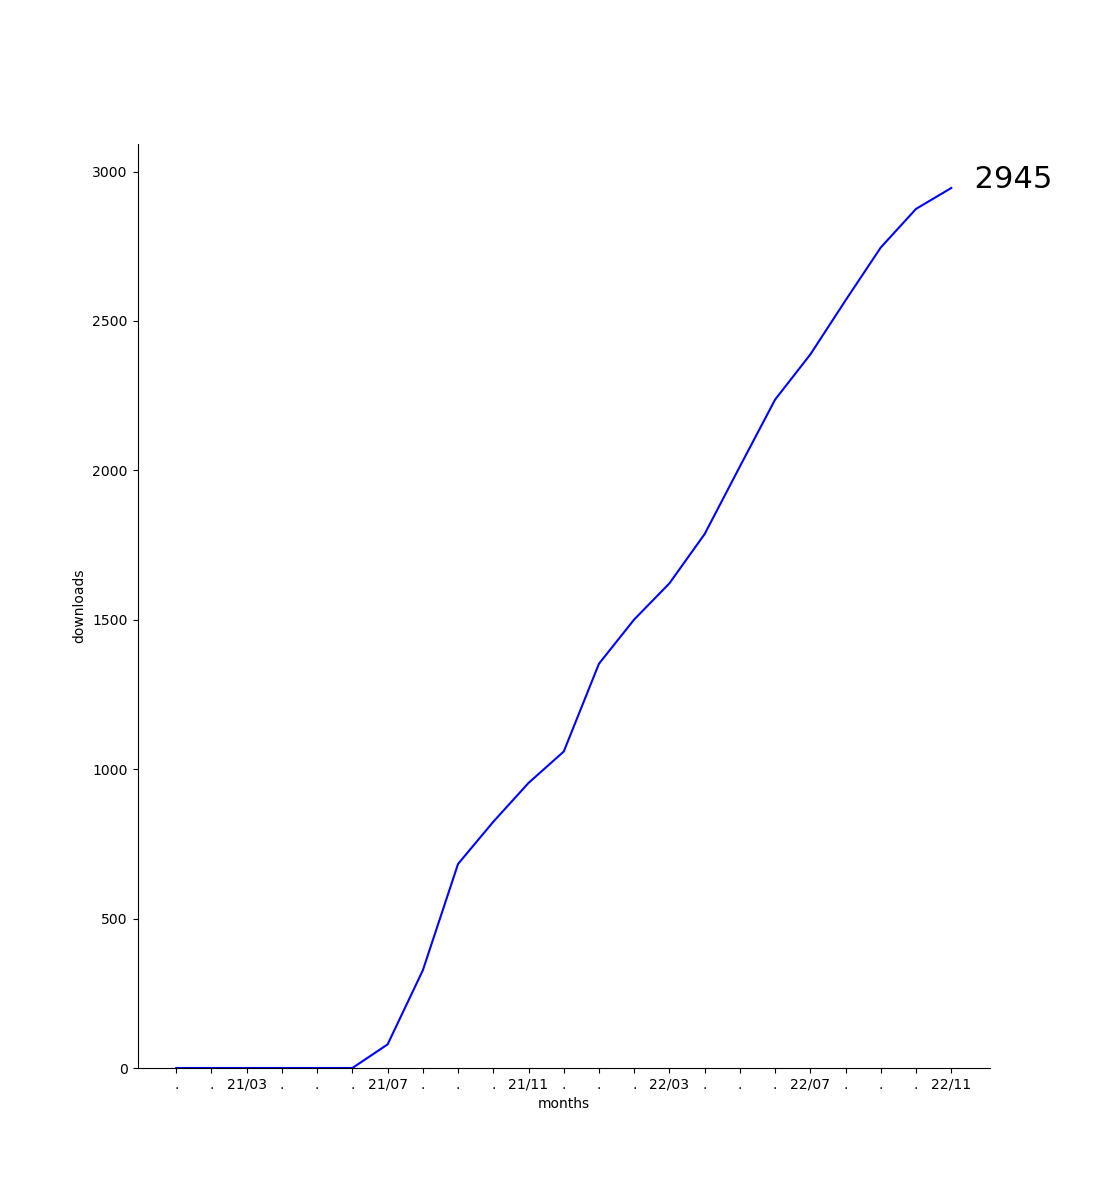 2945
3000
2500
2000
1500
1000
500
0
downloads
. . 21/03 . . . 21/07 . . . 21/11 . . . 22/03 . . . 22/07 . . . 22/11
months